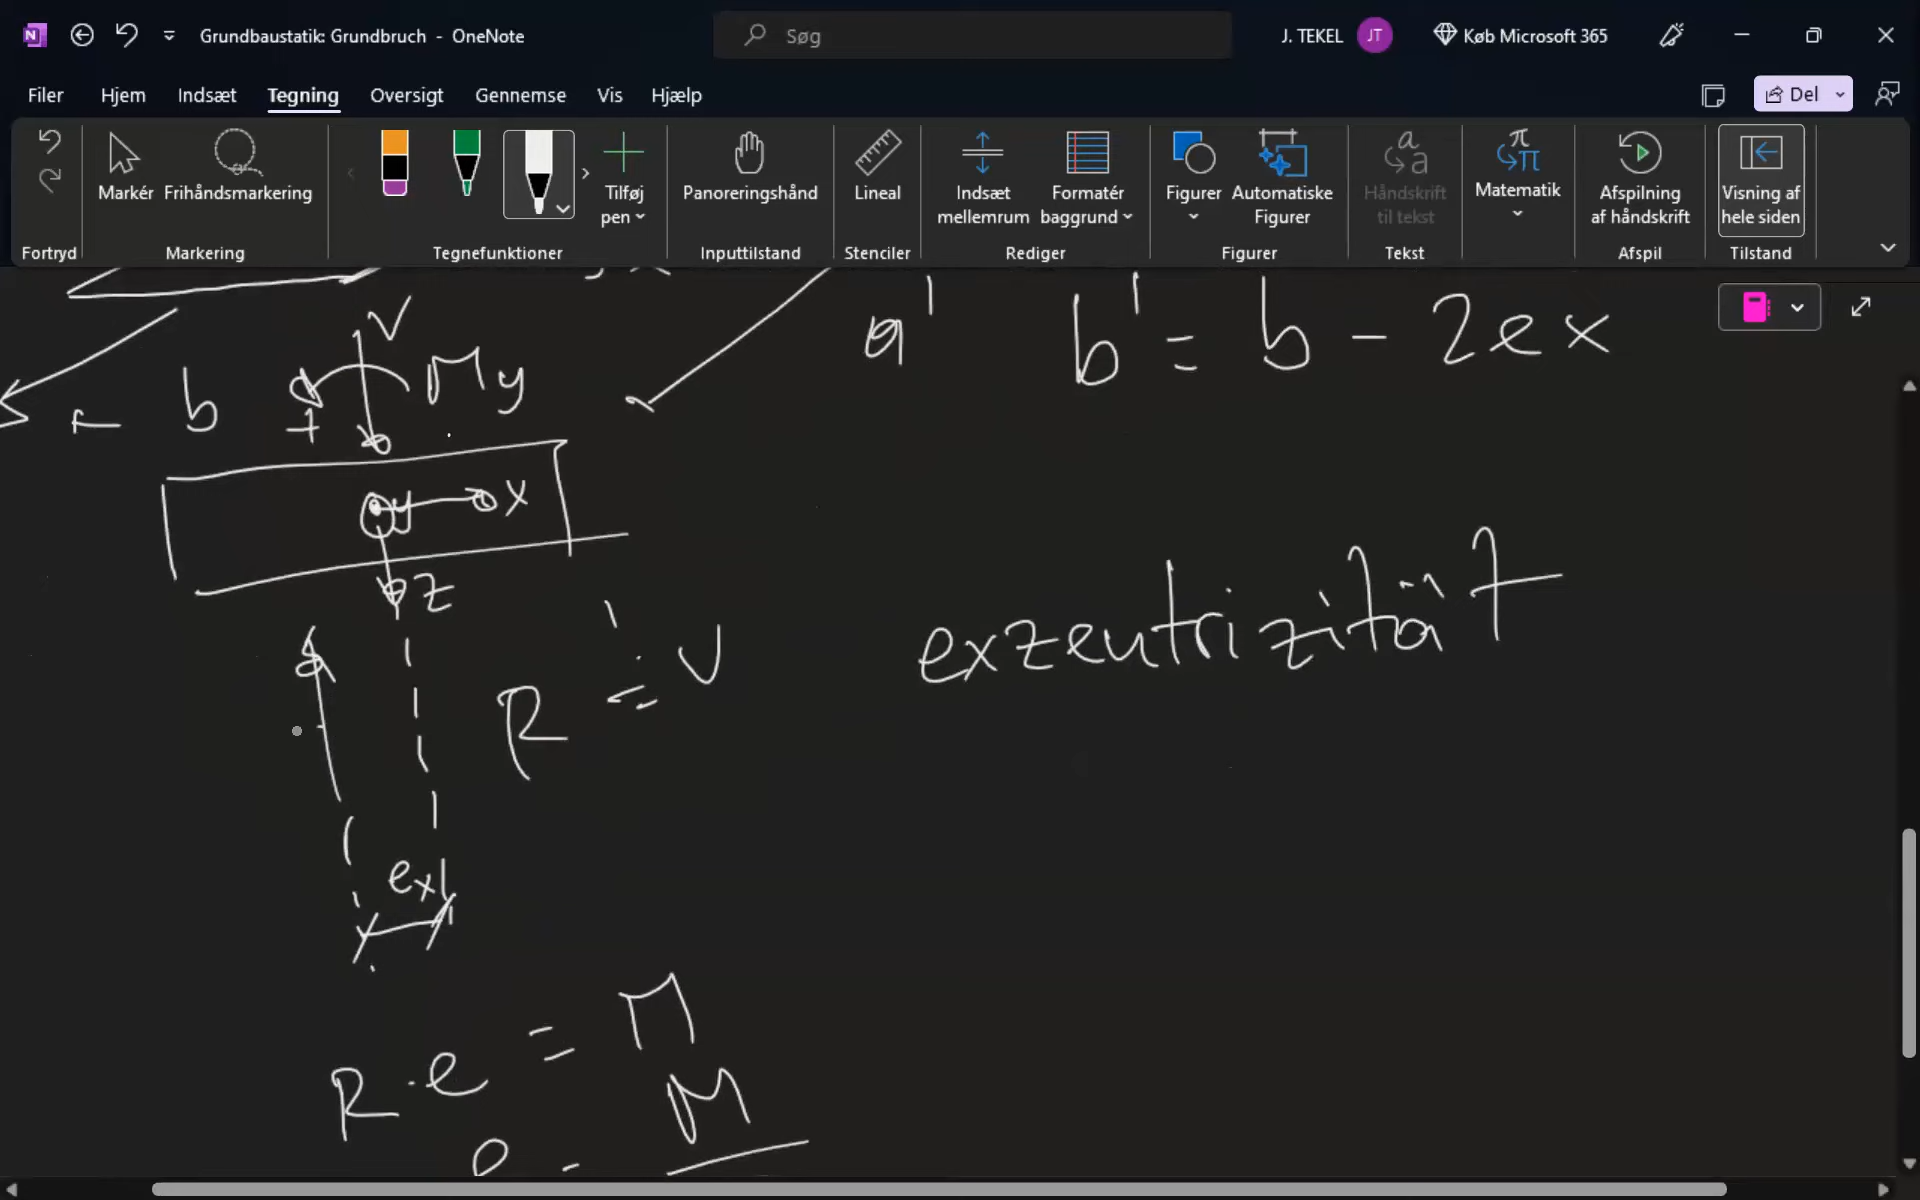 Grundbaustatik: Grundbruch - OneNote
Søg
J. TEKEL
JT
Køb Microsoft 365
Filer Hjem Indsæt Tegning Oversigt Gennemse Vis Hjælp
Del
Markér
Frihåndsmarkering
Tilføj pen
Panoreringshånd
Lineal
Indsæt mellemrum
Formatér baggrund
Figurer
Automatiske Figurer
Håndskrift til tekst
Matematik
Afspilning af håndskrift
Visning af hele siden
Fortryd
Markering
Tegnefunktioner
Inputtilstand
Stenciler
Rediger
Figurer
Tekst
Afspil
Tilstand
V
a'
b' = b - 2ex
b
+
My
y
x
z
R = V
exzentrizität
ex
R · e = M
e = M